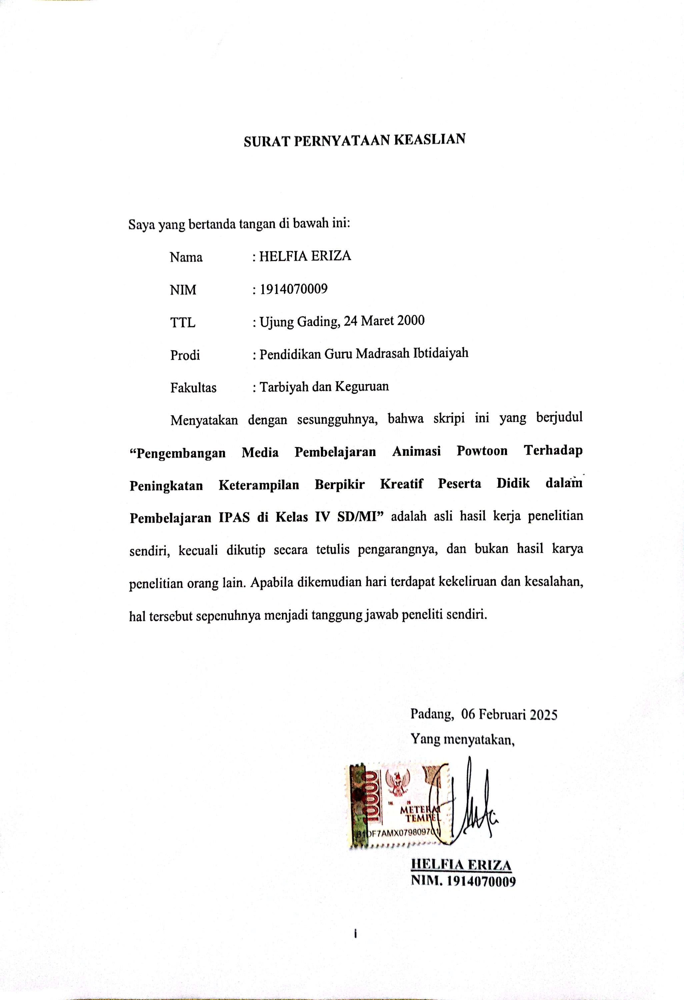 SURAT PERNYATAAN KEASLIAN
Saya yang bertanda tangan di bawah ini:
Nama : HELFIA ERIZA
NIM : 1914070009
TTL : Ujung Gading, 24 Maret 2000
Prodi : Pendidikan Guru Madrasah Ibtidaiyah
Fakultas : Tarbiyah dan Keguruan
Menyatakan dengan sesungguhnya, bahwa skripi ini yang berjudul
“Pengembangan Media Pembelajaran Animasi Powtoon Terhadap
Peningkatan Keterampilan Berpikir Kreatif Peserta Didik dalam
Pembelajaran IPAS di Kelas IV SD/MI” adalah asli hasil kerja penelitian
sendiri, kecuali dikutip secara tetulis pengarangnya, dan bukan hasil karya
penelitian orang lain. Apabila dikemudian hari terdapat kekeliruan dan kesalahan,
hal tersebut sepenuhnya menjadi tanggung jawab peneliti sendiri.
Padang, 06 Februari 2025
Yang menyatakan,
10000
METERAI
TEMPEL
HELFIA ERIZA
NIM. 1914070009
i